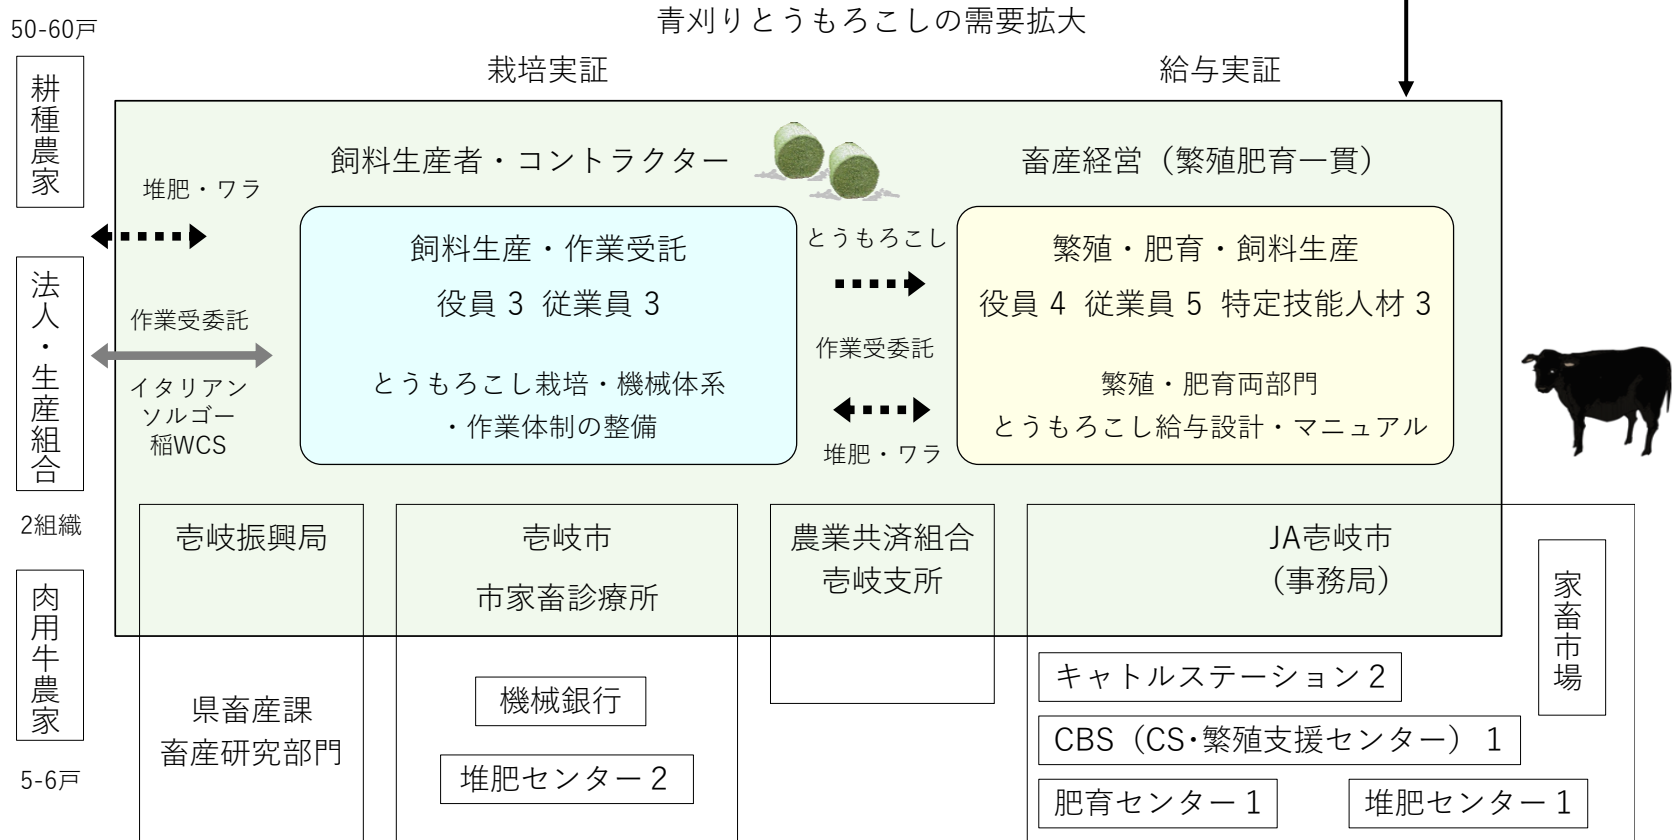 青刈りとうもろこしの需要拡大
栽培実証
給与実証
50-60戸
耕種農家
法人・生産組合
2組織
肉用牛農家
5-6戸
堆肥・ワラ
作業受委託
イタリアン
ソルゴー
稲WCS
飼料生産者・コントラクター
飼料生産・作業受託
役員 3 従業員 3
とうもろこし栽培・機械体系
・作業体制の整備
とうもろこし
作業受委託
堆肥・ワラ
畜産経営（繁殖肥育一貫）
繁殖・肥育・飼料生産
役員 4 従業員 5 特定技能人材 3
繁殖・肥育両部門
とうもろこし給与設計・マニュアル
壱岐振興局
県畜産課
畜産研究部門
壱岐市
市家畜診療所
機械銀行
堆肥センター 2
農業共済組合
壱岐支所
JA壱岐市
（事務局）
キャトルステーション 2
CBS（CS･繁殖支援センター） 1
肥育センター 1
堆肥センター 1
家畜市場